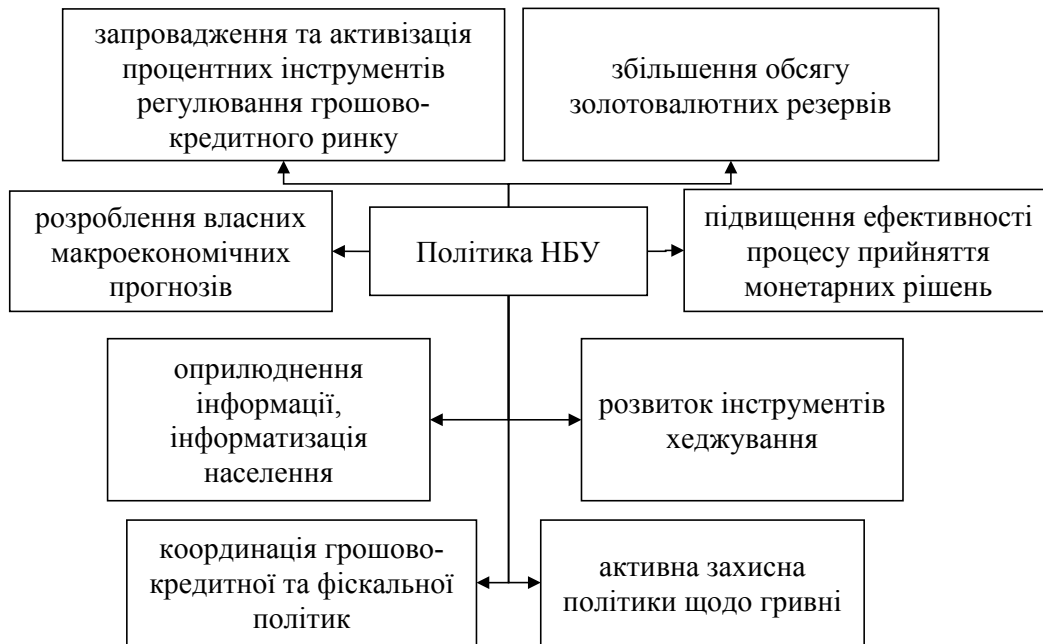 запровадження та активізація
процентних інструментів
регулювання грошово-
кредитного ринку
збільшення обсягу
золотовалютних резервів
розроблення власних
макроекономічних
прогнозів
Політика НБУ
підвищення ефективності
процесу прийняття
монетарних рішень
оприлюднення
інформації,
інформатизація
населення
розвиток інструментів
хеджування
координація грошово-
кредитної та фіскальної
політик
активна захисна
політики щодо гривні